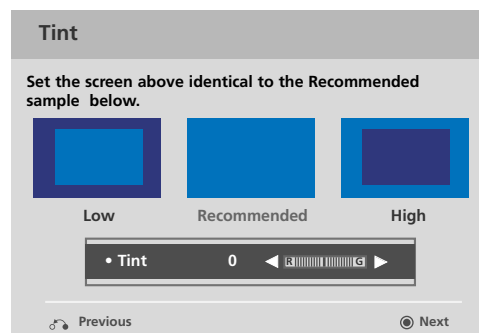 Tint
Set the screen above identical to the Recommended
sample below.
Low Recommended High
• Tint 0 R G
Previous Next